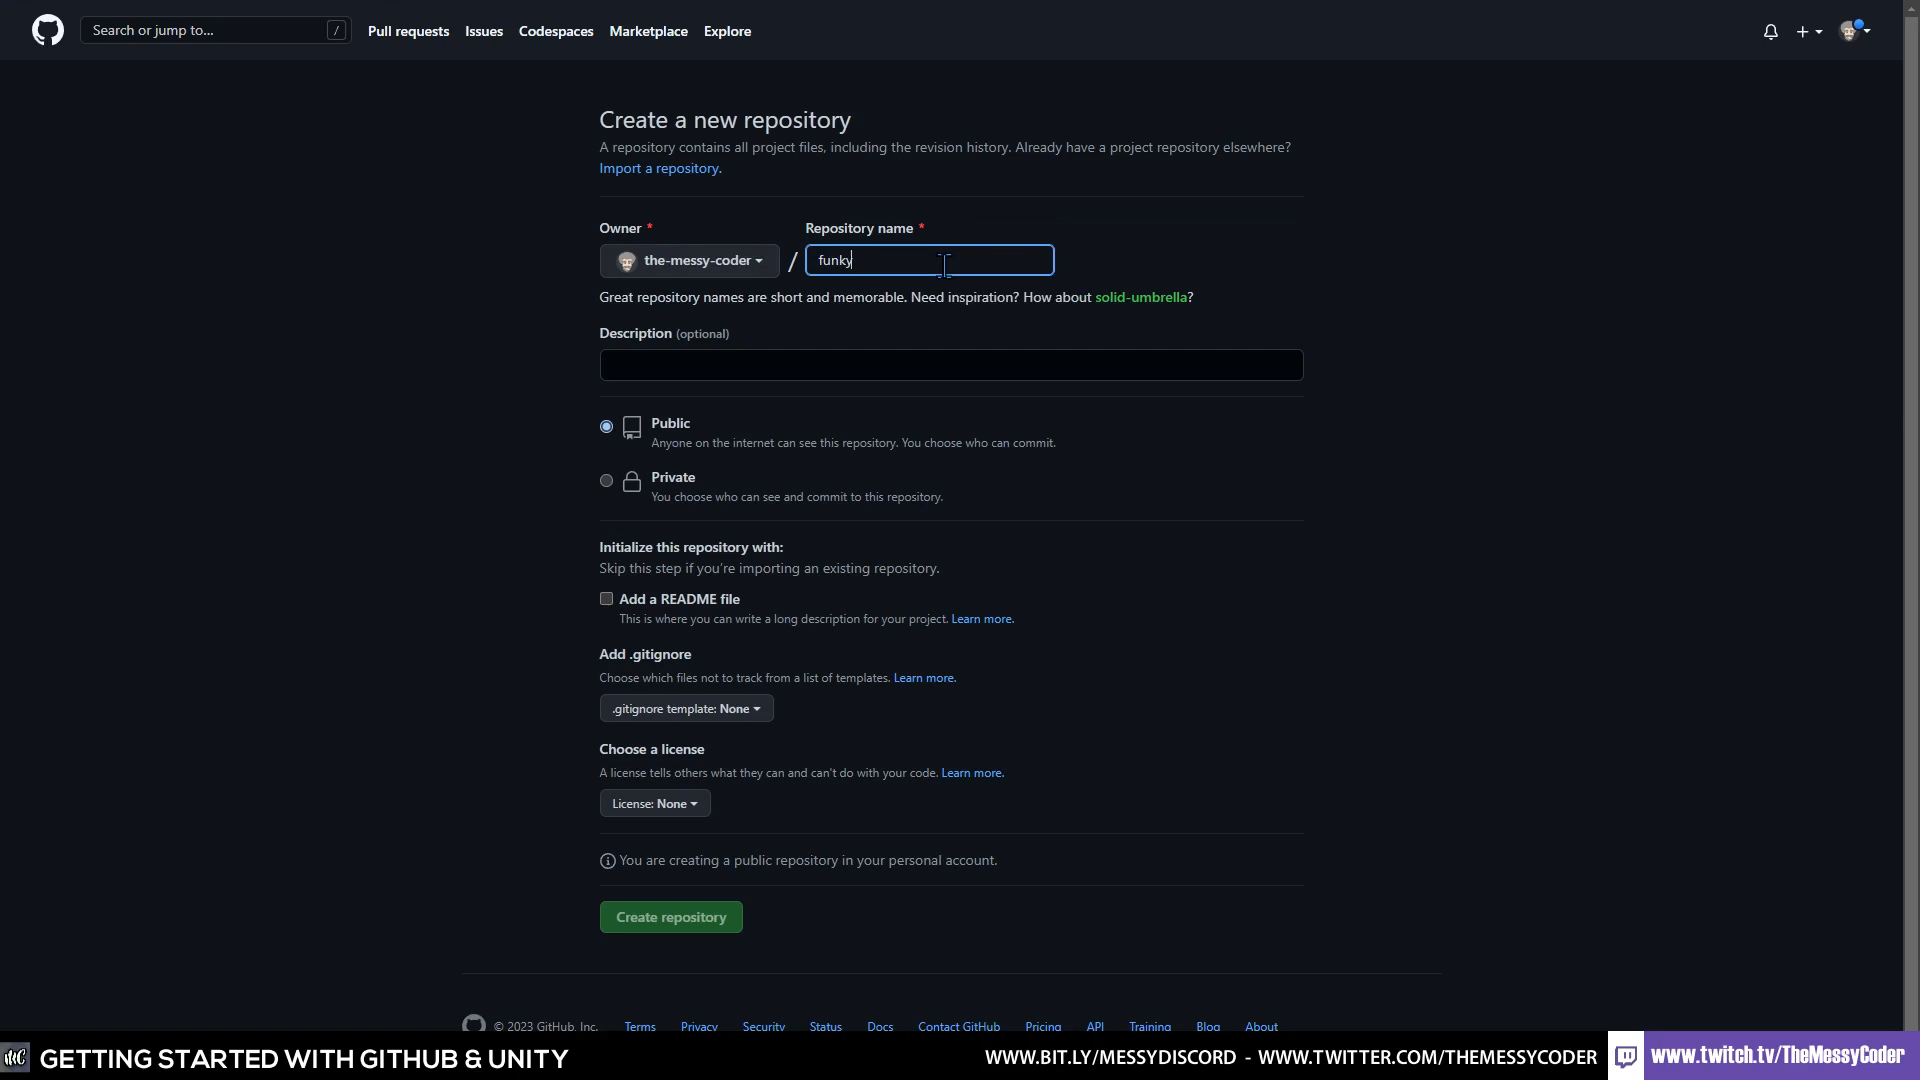 Search or jump to... /
Pull requests Issues Codespaces Marketplace Explore
Create a new repository
A repository contains all project files, including the revision history. Already have a project repository elsewhere?
Import a repository.
Owner * Repository name *
the-messy-coder / funky
Great repository names are short and memorable. Need inspiration? How about solid-umbrella?
Description (optional)
Public
Anyone on the internet can see this repository. You choose who can commit.
Private
You choose who can see and commit to this repository.
Initialize this repository with:
Skip this step if you're importing an existing repository.
Add a README file
This is where you can write a long description for your project. Learn more.
Add .gitignore
Choose which files not to track from a list of templates. Learn more.
.gitignore template: None
Choose a license
A license tells others what they can and can't do with your code. Learn more.
License: None
You are creating a public repository in your personal account.
Create repository
© 2023 GitHub, Inc. Terms Privacy Security Status Docs Contact GitHub Pricing API Training Blog About
MC GETTING STARTED WITH GITHUB & UNITY WWW.BIT.LY/MESSYDISCORD - WWW.TWITTER.COM/THEMESSYCODER www.twitch.tv/TheMessyCoder